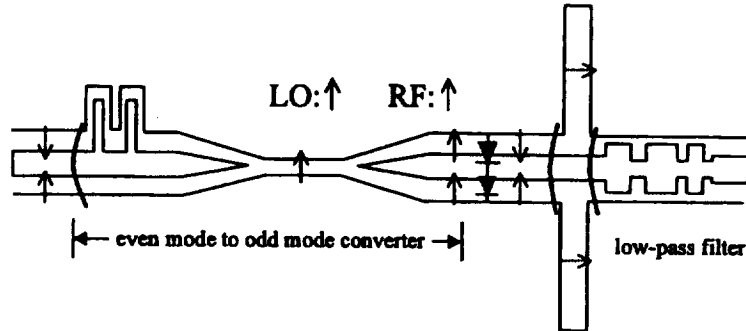 LO:↑ RF:↑
even mode to odd mode converter
low-pass filter